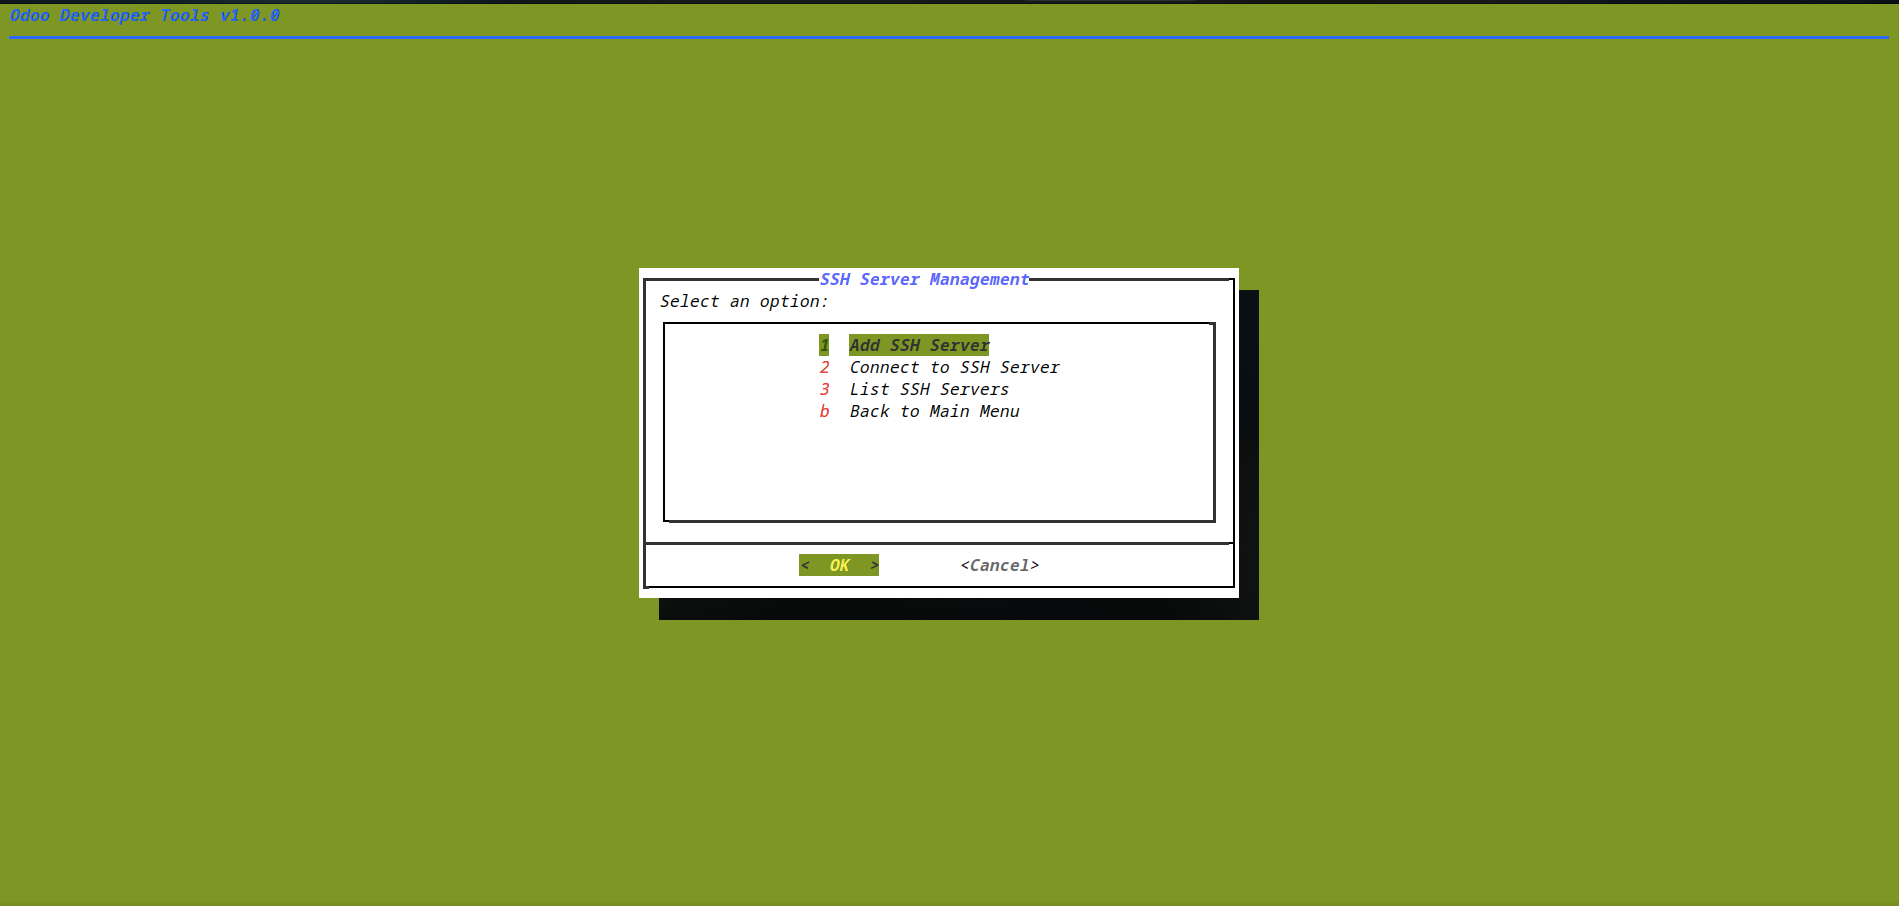 Odoo Developer Tools v1.0.0
SSH Server Management
Select an option:
1 Add SSH Server
2 Connect to SSH Server
3 List SSH Servers
b Back to Main Menu
< OK > <Cancel>